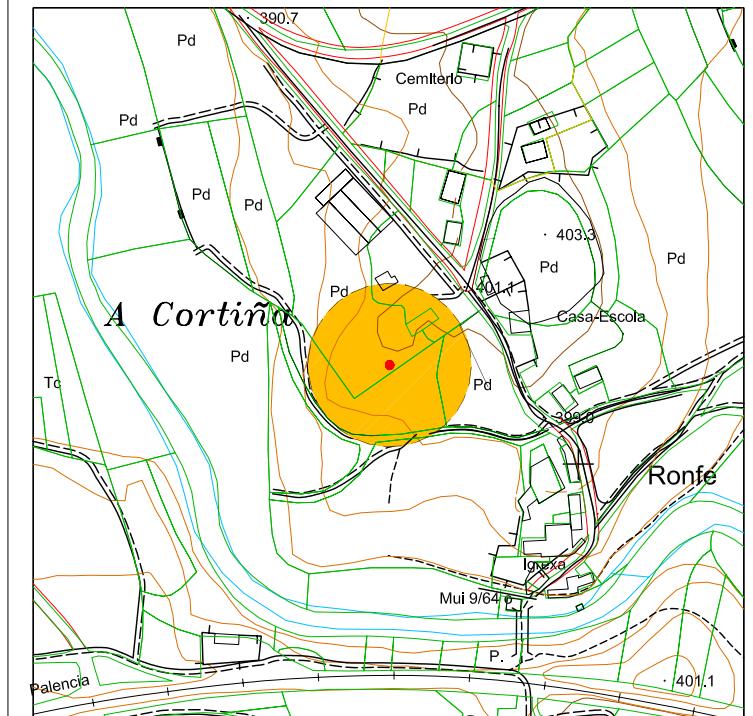 390.7
Pd
Cemiterio
Pd
Pd
Pd
Pd
403.3
Pd
Pd
Pd
401.1
A Cortiña
Casa-Escola
Pd
Tc
Pd
399.0
Ronfe
Igrexa
Mui 9/64
P.
Palencia
401.1